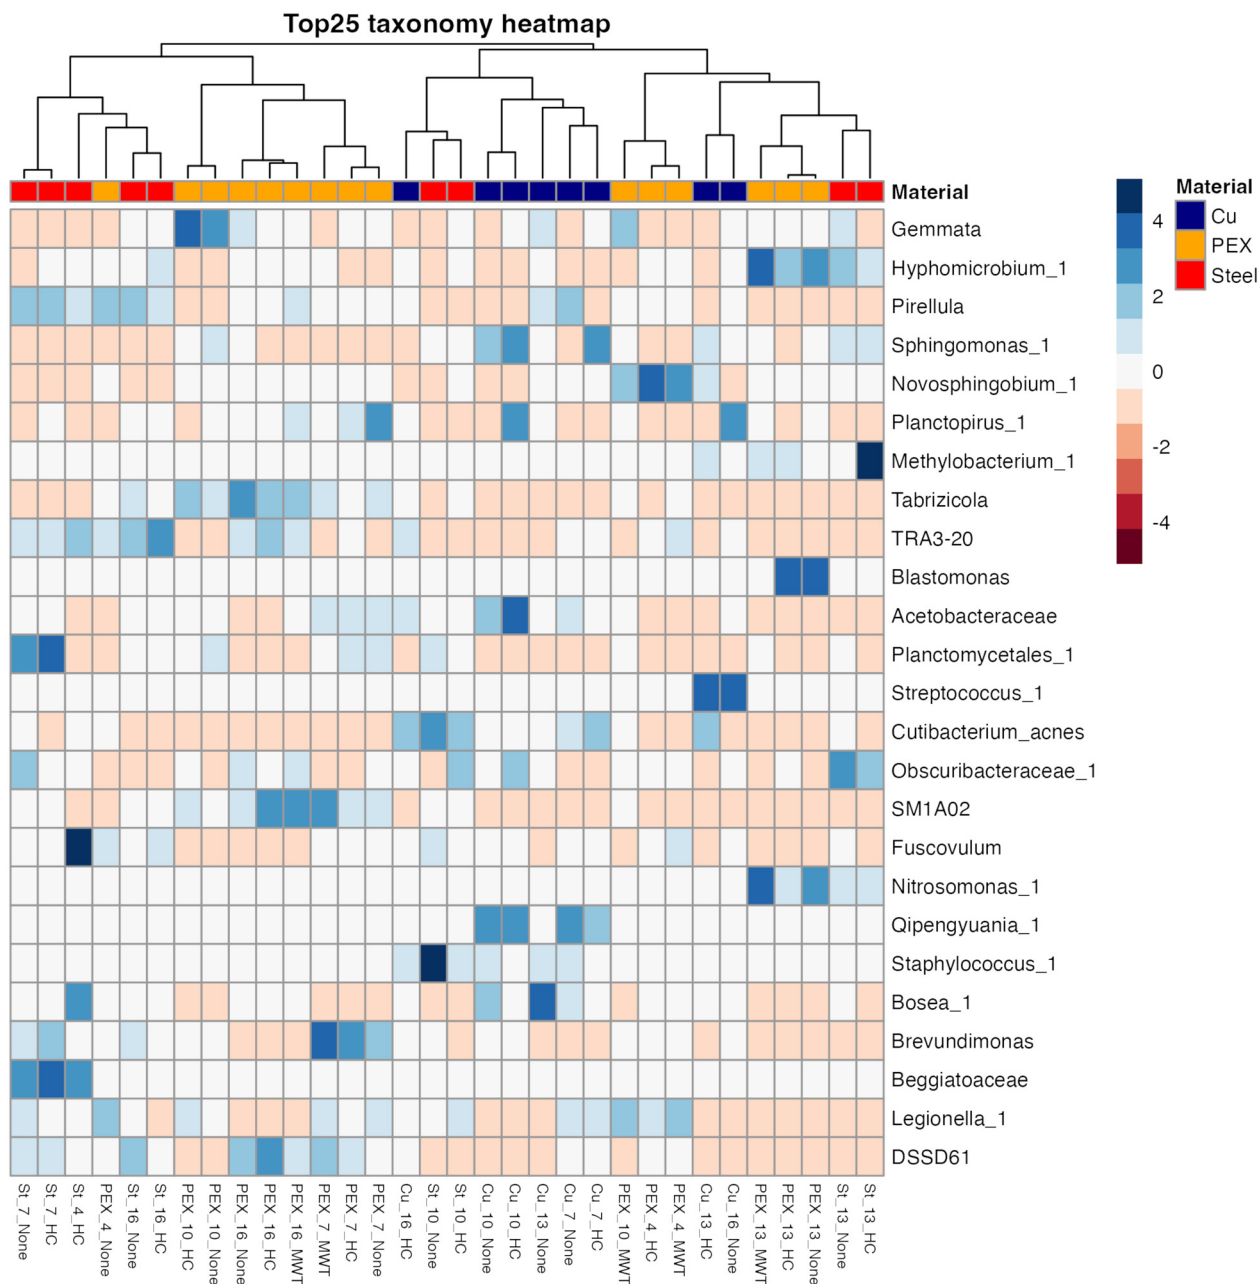 Top25 taxonomy heatmap
Material
Gemmata
Hyphomicrobium_1
Pirellula
Sphingomonas_1
Novosphingobium_1
Planctopirus_1
Methylobacterium_1
Tabrizicola
TRA3-20
Blastomonas
Acetobacteraceae
Planctomycetales_1
Streptococcus_1
Cutibacterium_acnes
Obscuribacteraceae_1
SM1A02
Fuscovulum
Nitrosomonas_1
Qipengyuania_1
Staphylococcus_1
Bosea_1
Brevundimonas
Beggiatoaceae
Legionella_1
DSSD61
St_7_None
St_7_HC
St_4_HC
PEX_4_None
St_16_None
St_16_HC
PEX_10_HC
PEX_10_None
PEX_16_None
PEX_16_HC
PEX_16_MWT
PEX_7_MWT
PEX_7_HC
PEX_7_None
Cu_16_HC
St_10_None
St_10_HC
Cu_10_None
Cu_10_HC
Cu_13_None
Cu_7_None
Cu_7_HC
PEX_10_MWT
PEX_4_HC
PEX_4_MWT
Cu_13_HC
Cu_16_None
PEX_13_MWT
PEX_13_HC
PEX_13_None
St_13_None
St_13_HC
4
2
0
-2
-4
Material
Cu
PEX
Steel